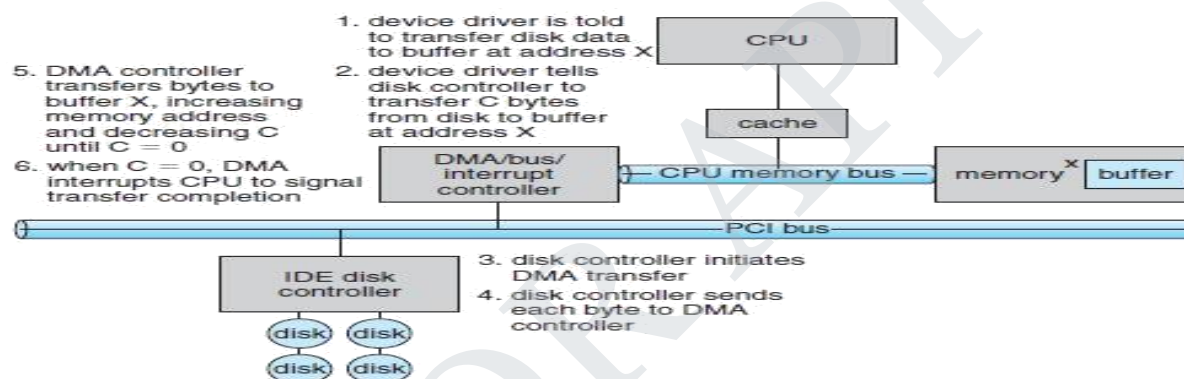 1. device driver is told
to transfer disk data
to buffer at address X
CPU
5. DMA controller
transfers bytes to
buffer X, increasing
memory address
and decreasing C
until C = 0
2. device driver tells
disk controller to
transfer C bytes
from disk to buffer
at address X
cache
6. when C = 0, DMA
interrupts CPU to signal
transfer completion
DMA/bus/
interrupt
controller
CPU memory bus
memory
X
buffer
PCI bus
IDE disk
controller
3. disk controller initiates
DMA transfer
4. disk controller sends
each byte to DMA
controller
disk
disk
disk
disk